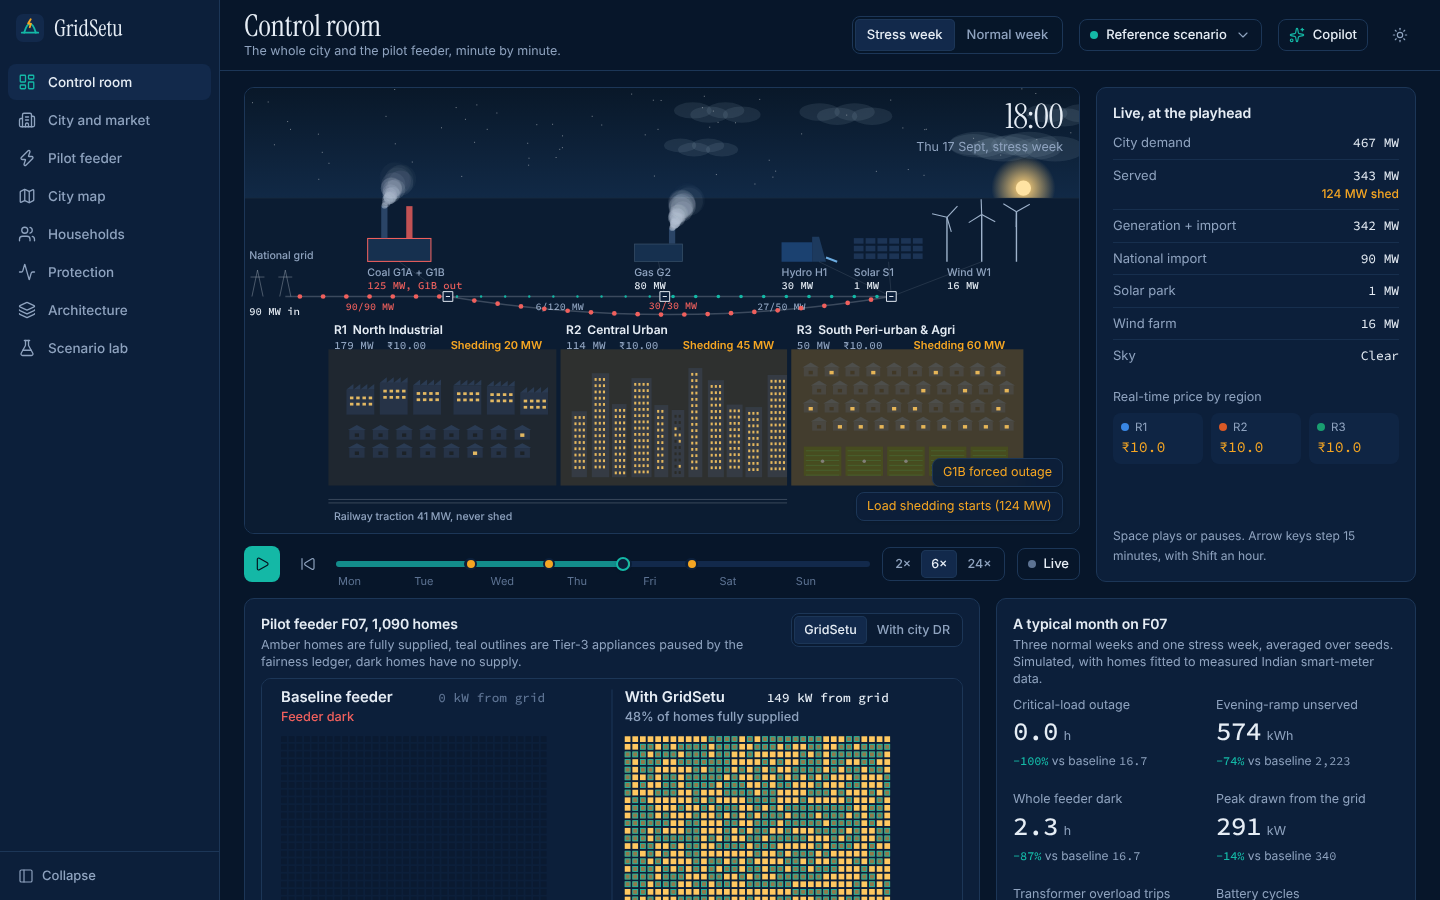 GridSetu
Control room
City and market
Pilot feeder
City map
Households
Protection
Architecture
Scenario lab
Collapse
Control room
The whole city and the pilot feeder, minute by minute.
Stress week
Normal week
Reference scenario
Copilot
18:00
Thu 17 Sept, stress week
National grid
90 MW in
Coal G1A + G1B
125 MW, G1B out
Gas G2
80 MW
Hydro H1
30 MW
Solar S1
1 MW
Wind W1
16 MW
90/90 MW
6/120 MW
30/30 MW
27/50 MW
R1 North Industrial
179 MW ₹10.00 Shedding 20 MW
R2 Central Urban
114 MW ₹10.00 Shedding 45 MW
R3 South Peri-urban & Agri
50 MW ₹10.00 Shedding 60 MW
G1B forced outage
Load shedding starts (124 MW)
Railway traction 41 MW, never shed
Mon Tue Wed Thu Fri Sat Sun
2× 6× 24×
Live
Live, at the playhead
City demand 467 MW
Served 343 MW
124 MW shed
Generation + import 342 MW
National import 90 MW
Solar park 1 MW
Wind farm 16 MW
Sky Clear
Real-time price by region
R1 ₹10.0
R2 ₹10.0
R3 ₹10.0
Space plays or pauses. Arrow keys step 15
minutes, with Shift an hour.
Pilot feeder F07, 1,090 homes
Amber homes are fully supplied, teal outlines are Tier-3 appliances paused by the
fairness ledger, dark homes have no supply.
GridSetu
With city DR
Baseline feeder 0 kW from grid
Feeder dark
With GridSetu 149 kW from grid
48% of homes fully supplied
A typical month on F07
Three normal weeks and one stress week, averaged over seeds.
Simulated, with homes fitted to measured Indian smart-meter
data.
Critical-load outage
0.0 h
-100% vs baseline 16.7
Evening-ramp unserved
574 kWh
-74% vs baseline 2,223
Whole feeder dark
2.3 h
-87% vs baseline 16.7
Peak drawn from the grid
291 kW
-14% vs baseline 340
Transformer overload trips
Battery cycles